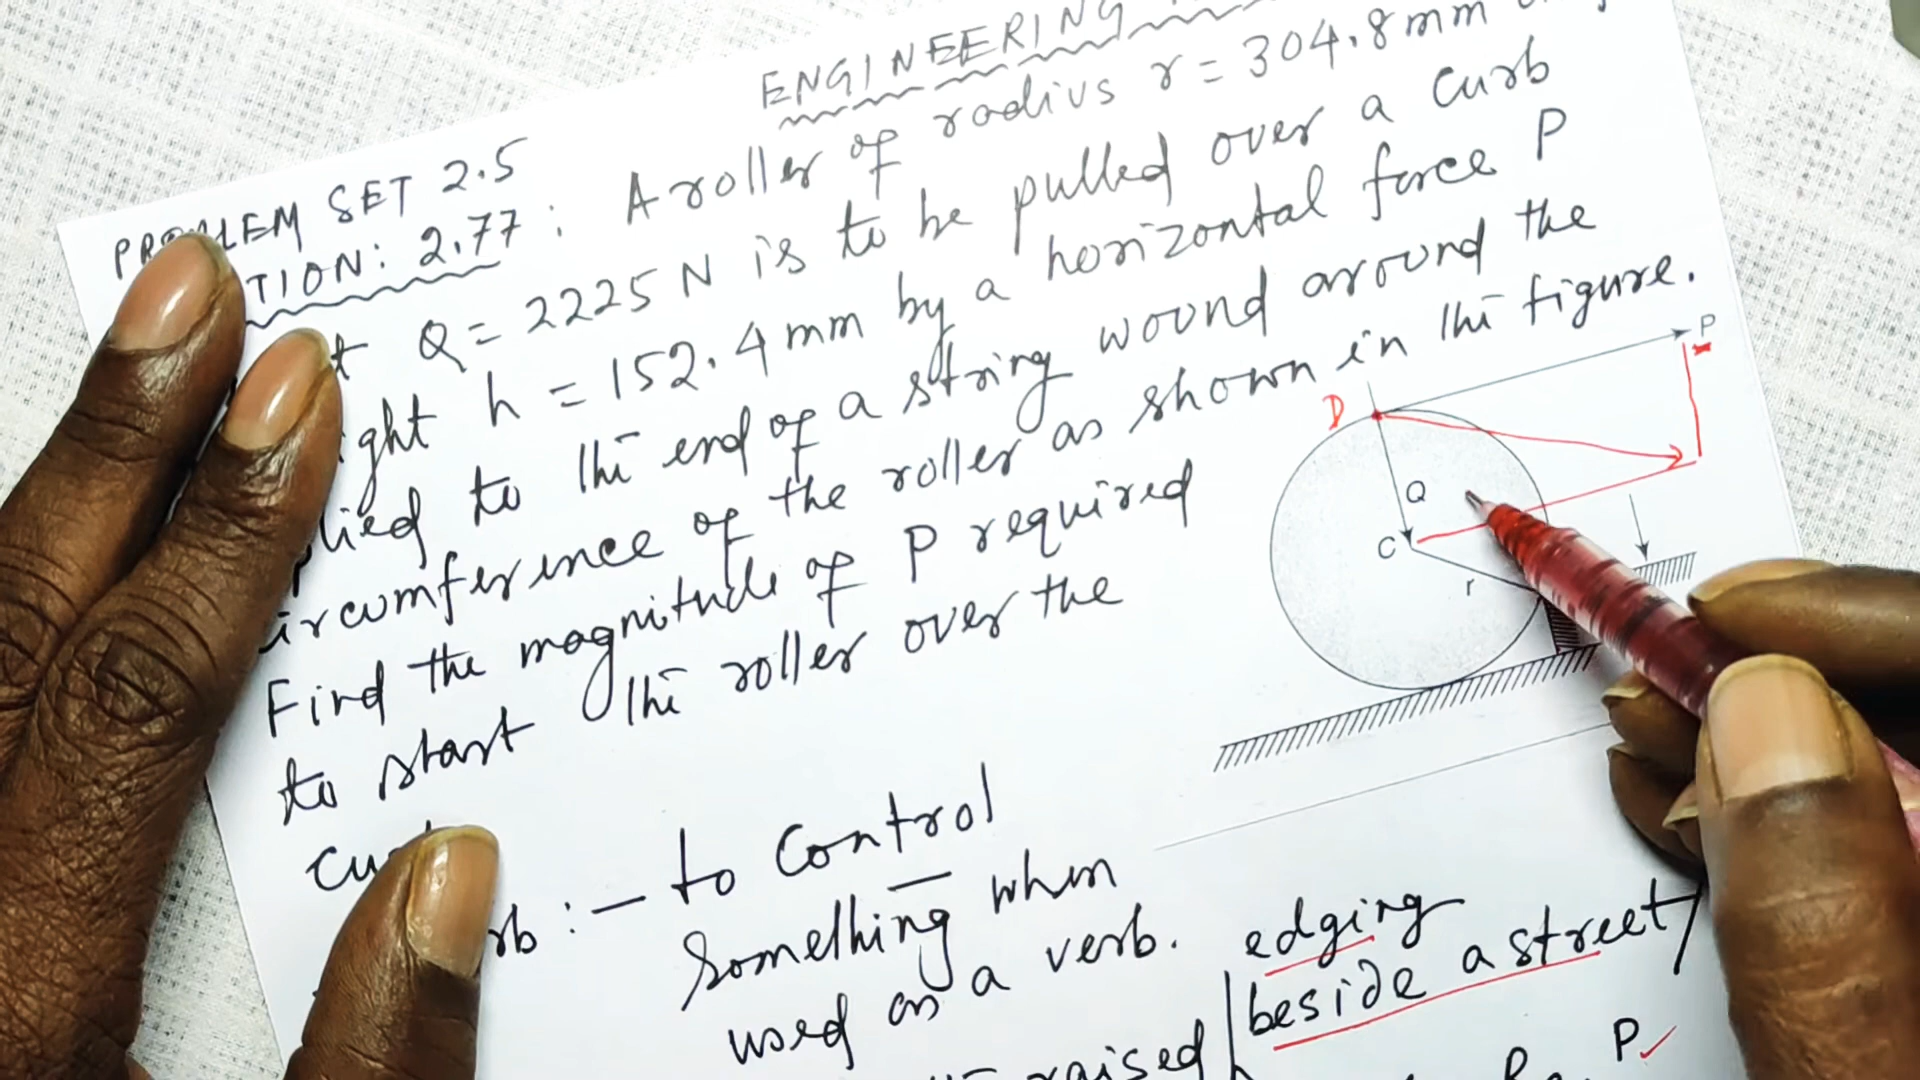 ENGINEERING
PROBLEM SET 2.5
TION: 2.77 : A roller of radius r = 304.8 mm
t Q = 2225 N is to be pulled over a curb
ight h = 152.4 mm by a horizontal force P
plied to the end of a string wound around the
ircumference of the roller as shown in the figure.
Find the magnitude of P required
to start the roller over the
P
D
Q
C
r
rb :- to Control
Something when
used as a verb.
edging
beside a street
raised
P